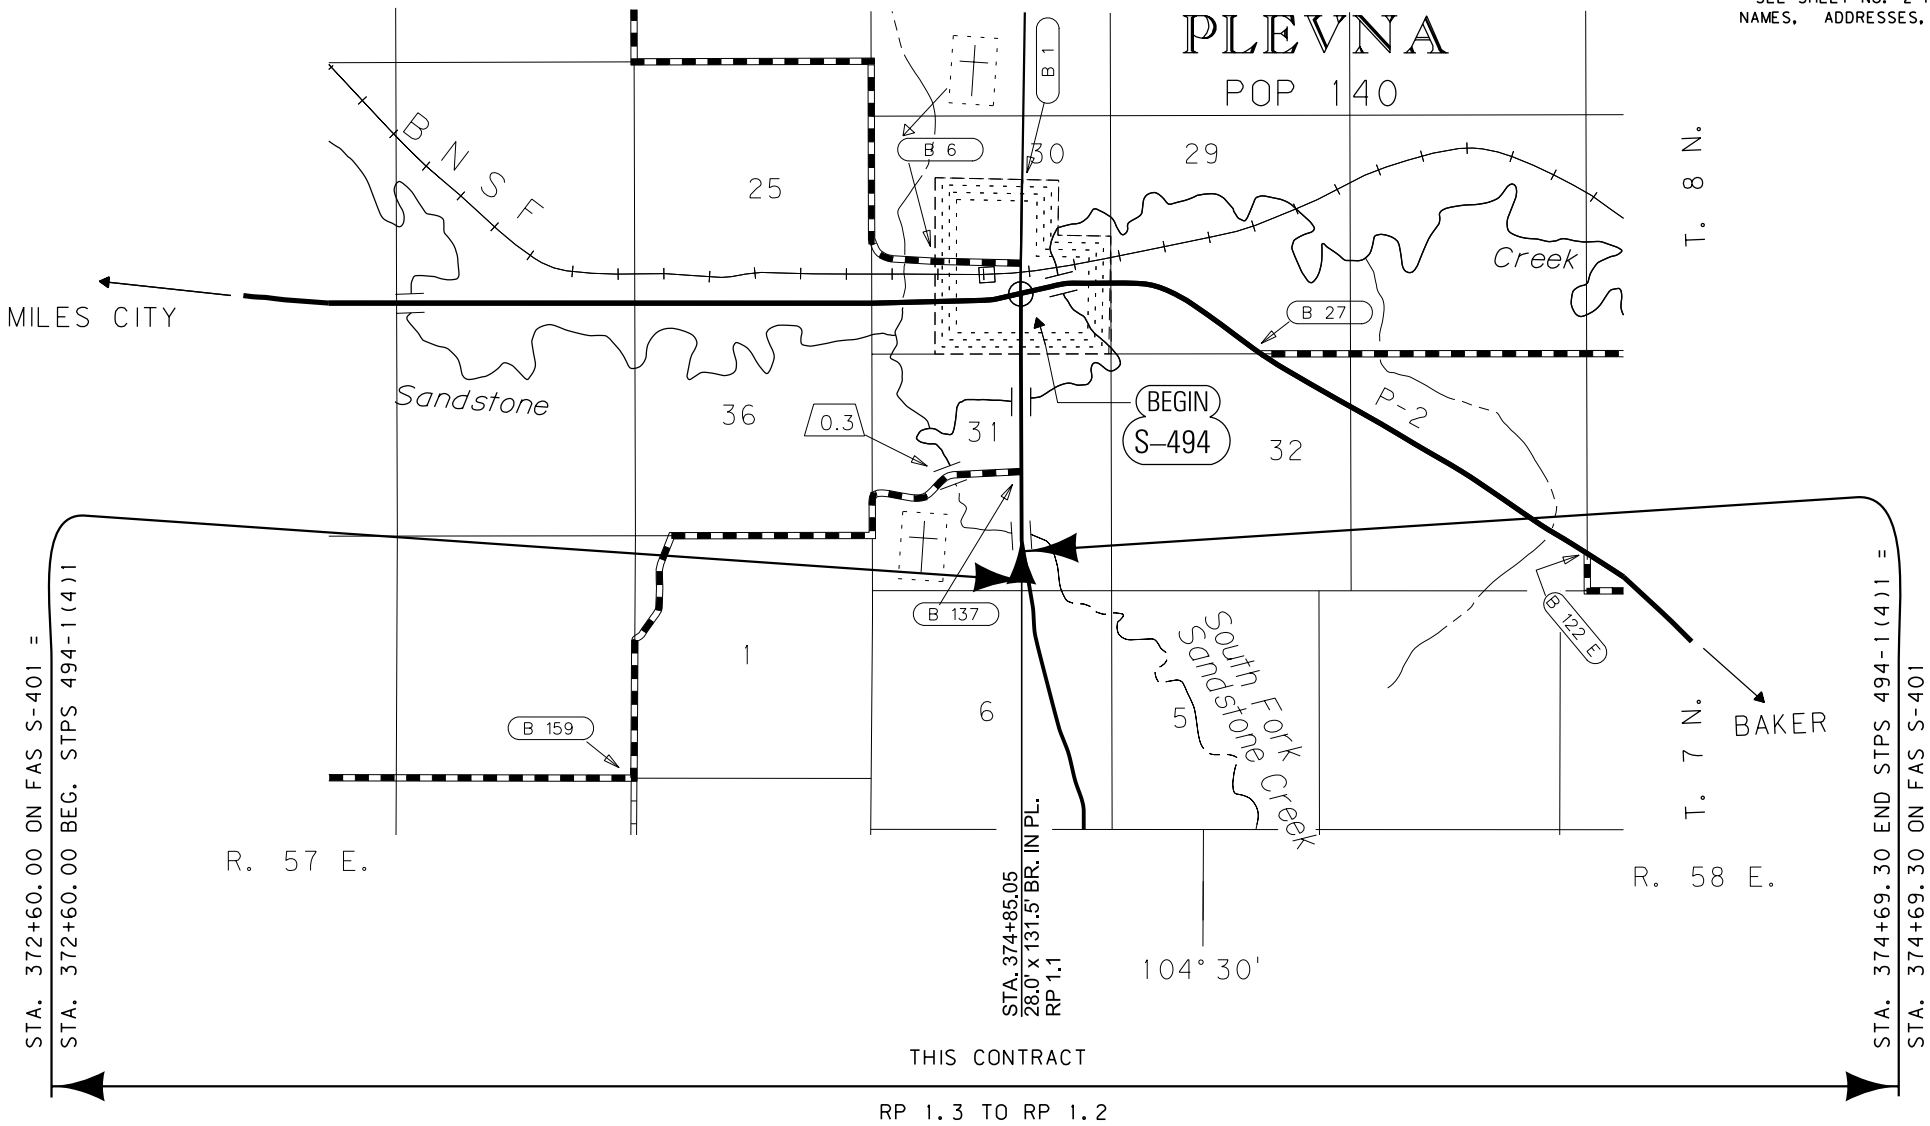 NAMES, ADDRESSES,
PLEVNA
POP 140
B 1
B N S F
B 6
30
29
25
T. 8 N.
Creek
MILES CITY
B 27
Sandstone
36
0.3
31
BEGIN
S-494
32
P-2
B 137
B 122 E
South Fork
Sandstone Creek
1
6
5
B 159
T. 7 N.
BAKER
R. 57 E.
R. 58 E.
STA. 372+60.00 ON FAS S-401 =
STA. 372+60.00 BEG. STPS 494-1(4)1
STA. 374+85.05
28.0' x 131.5' BR. IN PL.
RP 1.1
104° 30'
STA. 374+69.30 END STPS 494-1(4)1 =
STA. 374+69.30 ON FAS S-401
THIS CONTRACT
RP 1.3 TO RP 1.2